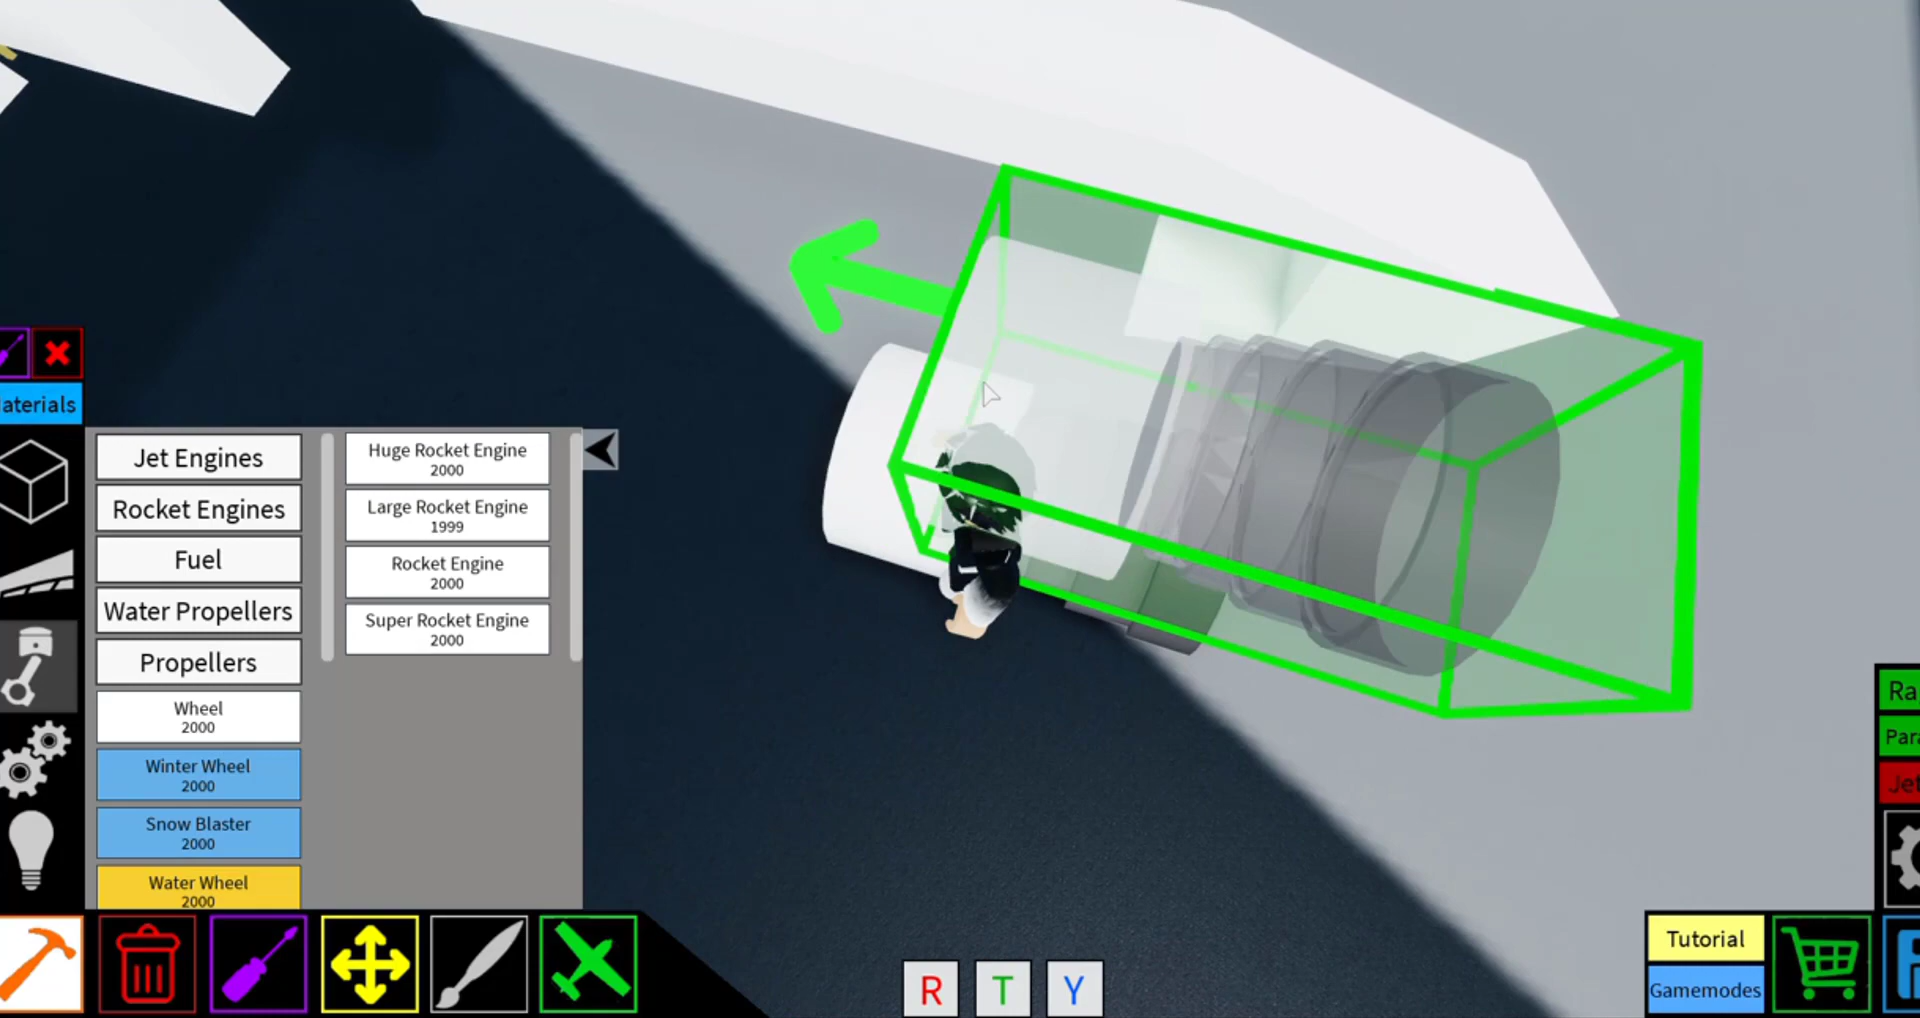 aterials
Jet Engines
Rocket Engines
Fuel
Water Propellers
Propellers
Wheel
2000
Winter Wheel
2000
Snow Blaster
2000
Water Wheel
2000
Huge Rocket Engine
2000
Large Rocket Engine
1999
Rocket Engine
2000
Super Rocket Engine
2000
R T Y
Ra
Para
Jet
Tutorial
Gamemodes